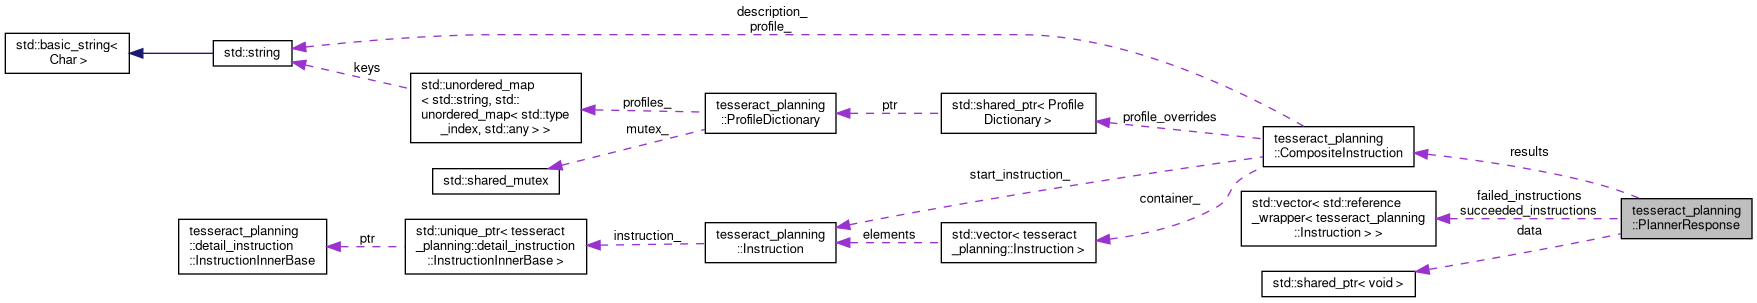 description_
profile_
std::basic_string<
Char >
std::string
keys
std::unordered_map
< std::string, std::
unordered_map< std::type
_index, std::any > >
profiles_
mutex_
tesseract_planning
::ProfileDictionary
ptr
std::shared_ptr< Profile
Dictionary >
profile_overrides
tesseract_planning
::CompositeInstruction
results
std::shared_mutex
start_instruction_
container_
std::vector< std::reference
_wrapper< tesseract_planning
::Instruction > >
failed_instructions
succeeded_instructions
data
tesseract_planning
::PlannerResponse
tesseract_planning
::detail_instruction
::InstructionInnerBase
ptr
std::unique_ptr< tesseract
_planning::detail_instruction
::InstructionInnerBase >
instruction_
tesseract_planning
::Instruction
elements
std::vector< tesseract
_planning::Instruction >
std::shared_ptr< void >